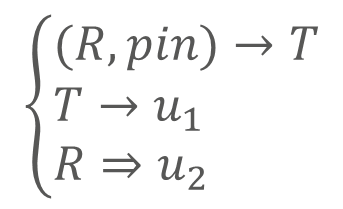 (R, pin) → T
T → u₁
R ⇒ u₂